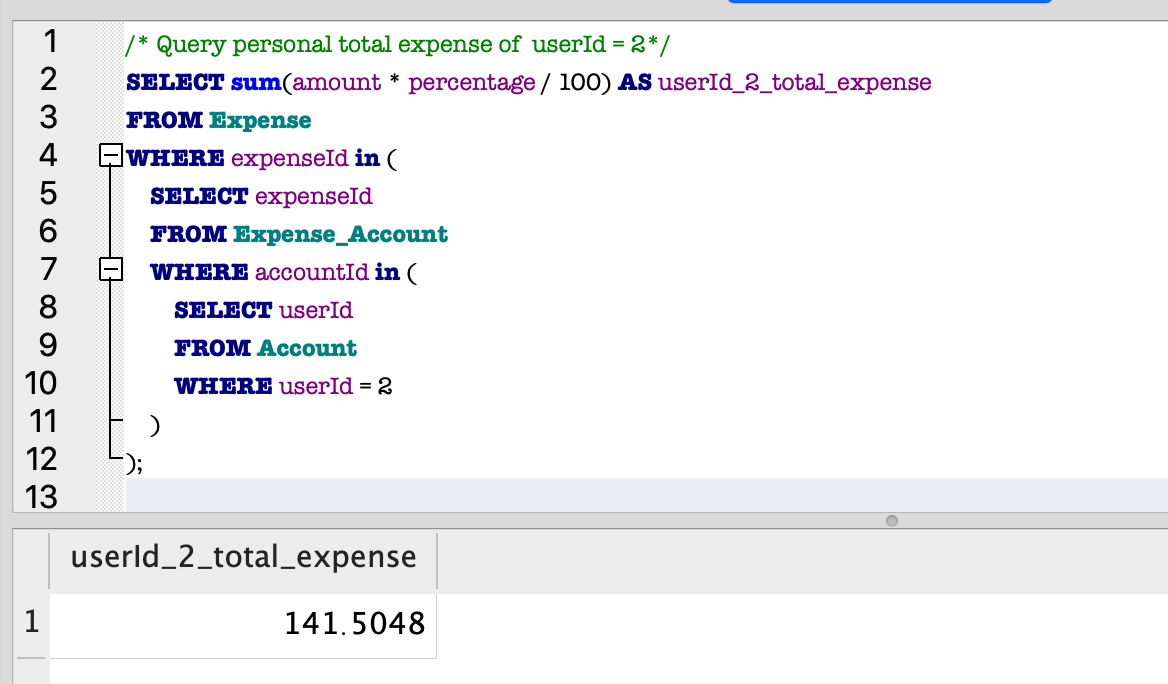 1 /* Query personal total expense of userId = 2*/
2 SELECT sum(amount * percentage / 100) AS userId_2_total_expense
3 FROM Expense
4 WHERE expenseId in (
5 SELECT expenseId
6 FROM Expense_Account
7 WHERE accountId in (
8 SELECT userId
9 FROM Account
10 WHERE userId = 2
11 )
12 );
13
userId_2_total_expense
1 141.5048